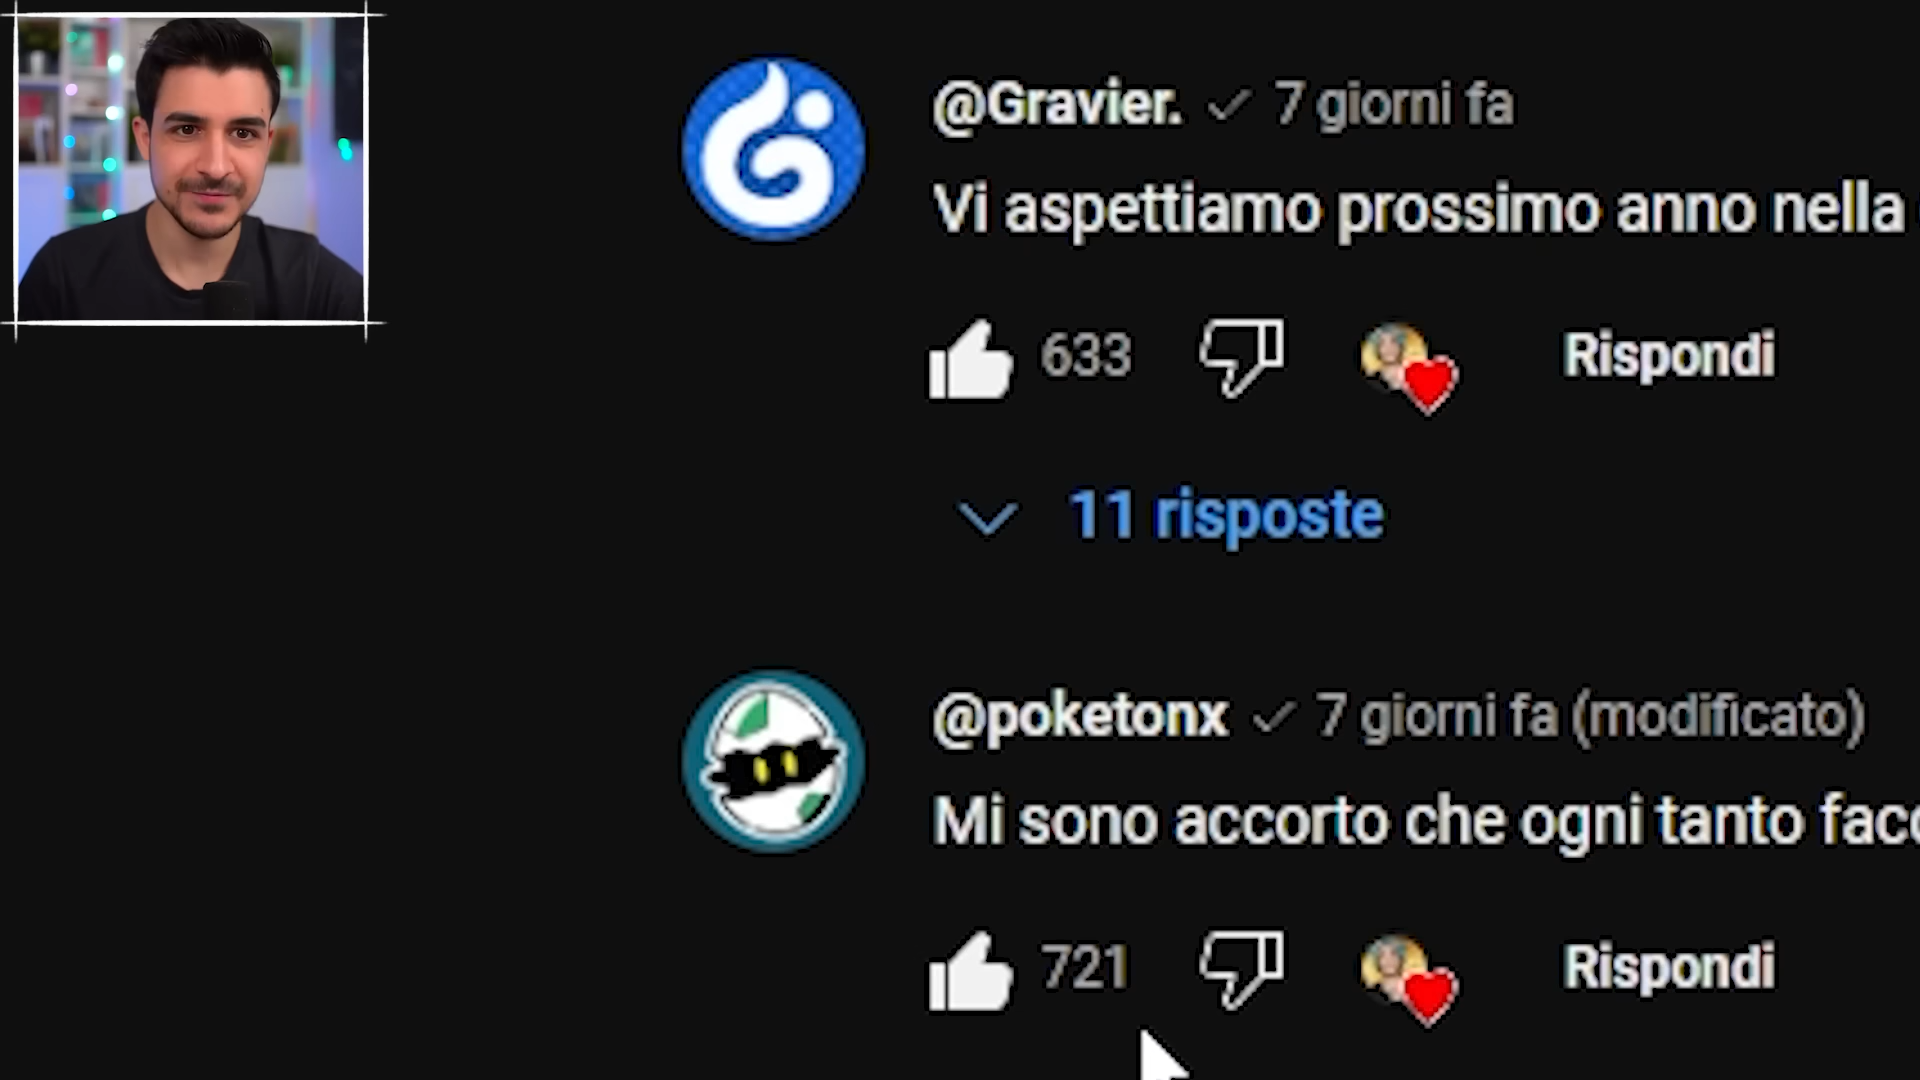 @Gravier. 7 giorni fa
Vi aspettiamo prossimo anno nella
633 Rispondi
11 risposte
@poketonx 7 giorni fa (modificato)
Mi sono accorto che ogni tanto facc
721 Rispondi